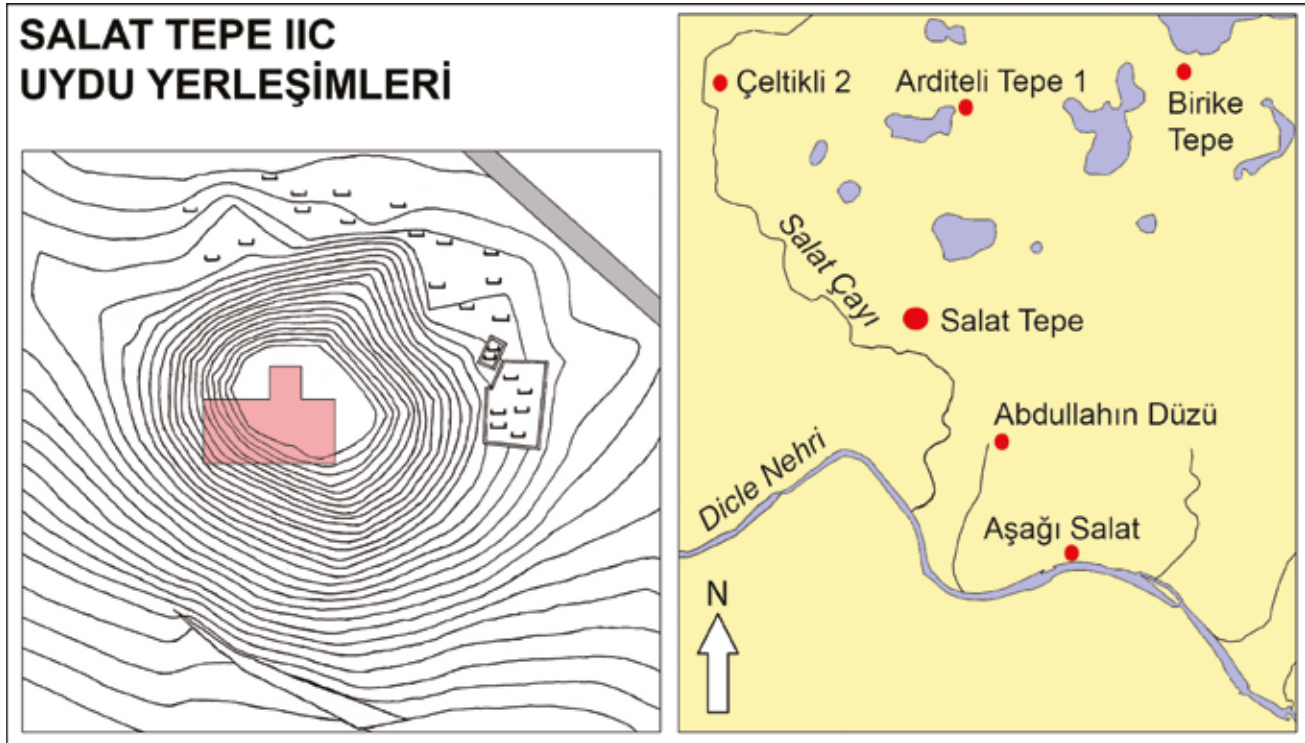 SALAT TEPE IIC
UYDU YERLEŞİMLERİ
Çeltikli 2
Arditeli Tepe 1
Birike
Tepe
Salat Çayı
Salat Tepe
Abdullahın Düzü
Dicle Nehri
Aşağı Salat
N